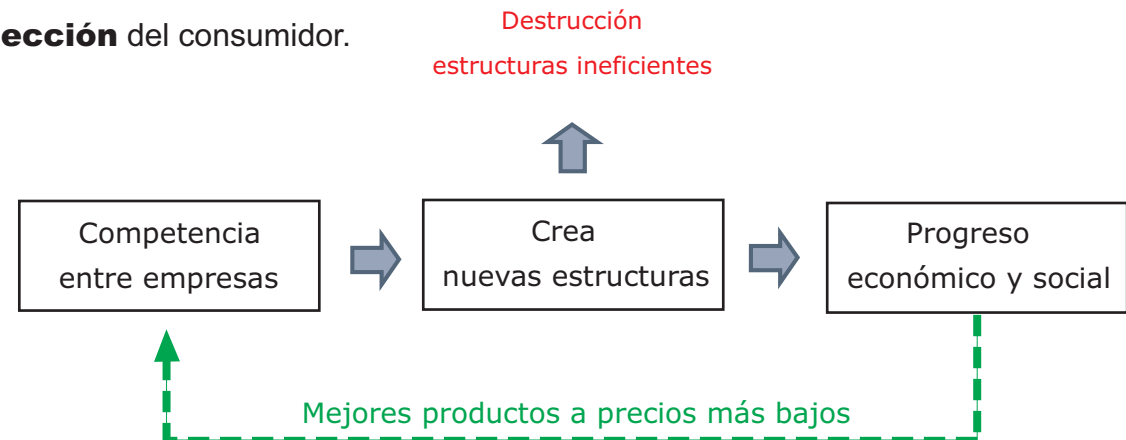 ección del consumidor.
Destrucción
estructuras ineficientes
Competencia
entre empresas
Crea
nuevas estructuras
Progreso
económico y social
Mejores productos a precios más bajos